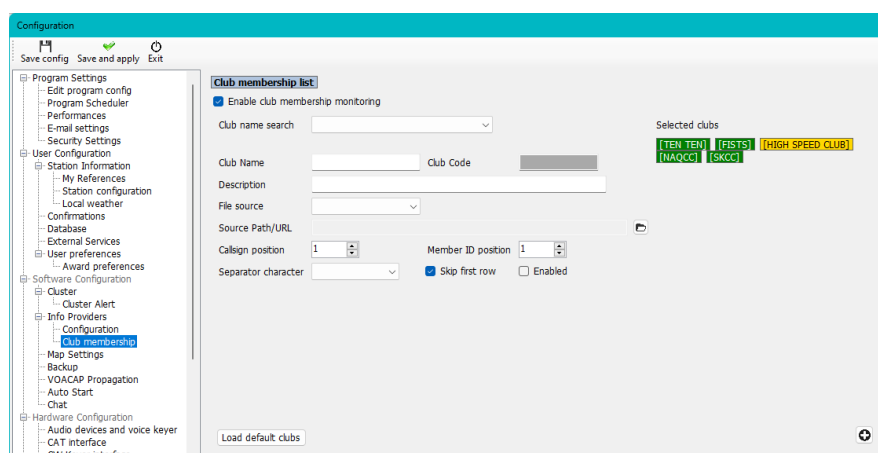 Configuration
Save config Save and apply Exit
Program Settings
Edit program config
Program Scheduler
Performances
E-mail settings
Security Settings
User Configuration
Station Information
My References
Station configuration
Local weather
Confirmations
Database
External Services
User preferences
Award preferences
Software Configuration
Cluster
Cluster Alert
Info Providers
Configuration
Club membership
Map Settings
Backup
VOACAP Propagation
Auto Start
Chat
Hardware Configuration
Audio devices and voice keyer
CAT interface
Club membership list
Enable club membership monitoring
Club name search
Selected clubs
[TEN TEN] [FISTS] [HIGH SPEED CLUB]
[NAQCC] [SKCC]
Club Name Club Code
Description
File source
Source Path/URL
Callsign position 1 Member ID position 1
Separator character Skip first row Enabled
Load default clubs